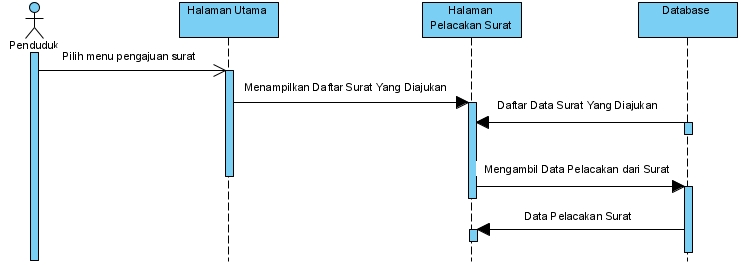 Halaman Utama
Halaman
Pelacakan Surat
Database
Penduduk
Pilih menu pengajuan surat
Menampilkan Daftar Surat Yang Diajukan
Daftar Data Surat Yang Diajukan
Mengambil Data Pelacakan dari Surat
Data Pelacakan Surat